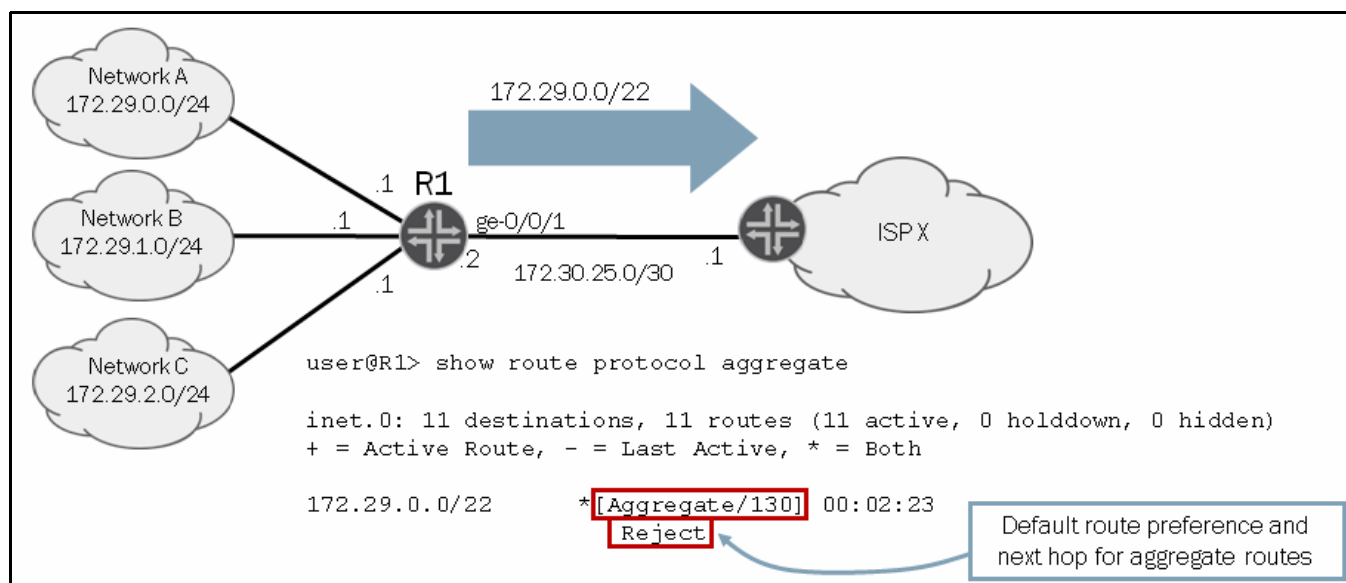 Network A
172.29.0.0/24
172.29.0.0/22
.1
R1
Network B
172.29.1.0/24
.1
ge-0/0/1
.2
172.30.25.0/30
.1
ISP X
.1
Network C
172.29.2.0/24
user@R1> show route protocol aggregate
inet.0: 11 destinations, 11 routes (11 active, 0 holddown, 0 hidden)
+ = Active Route, - = Last Active, * = Both
172.29.0.0/22 *[Aggregate/130] 00:02:23
Reject
Default route preference and
next hop for aggregate routes